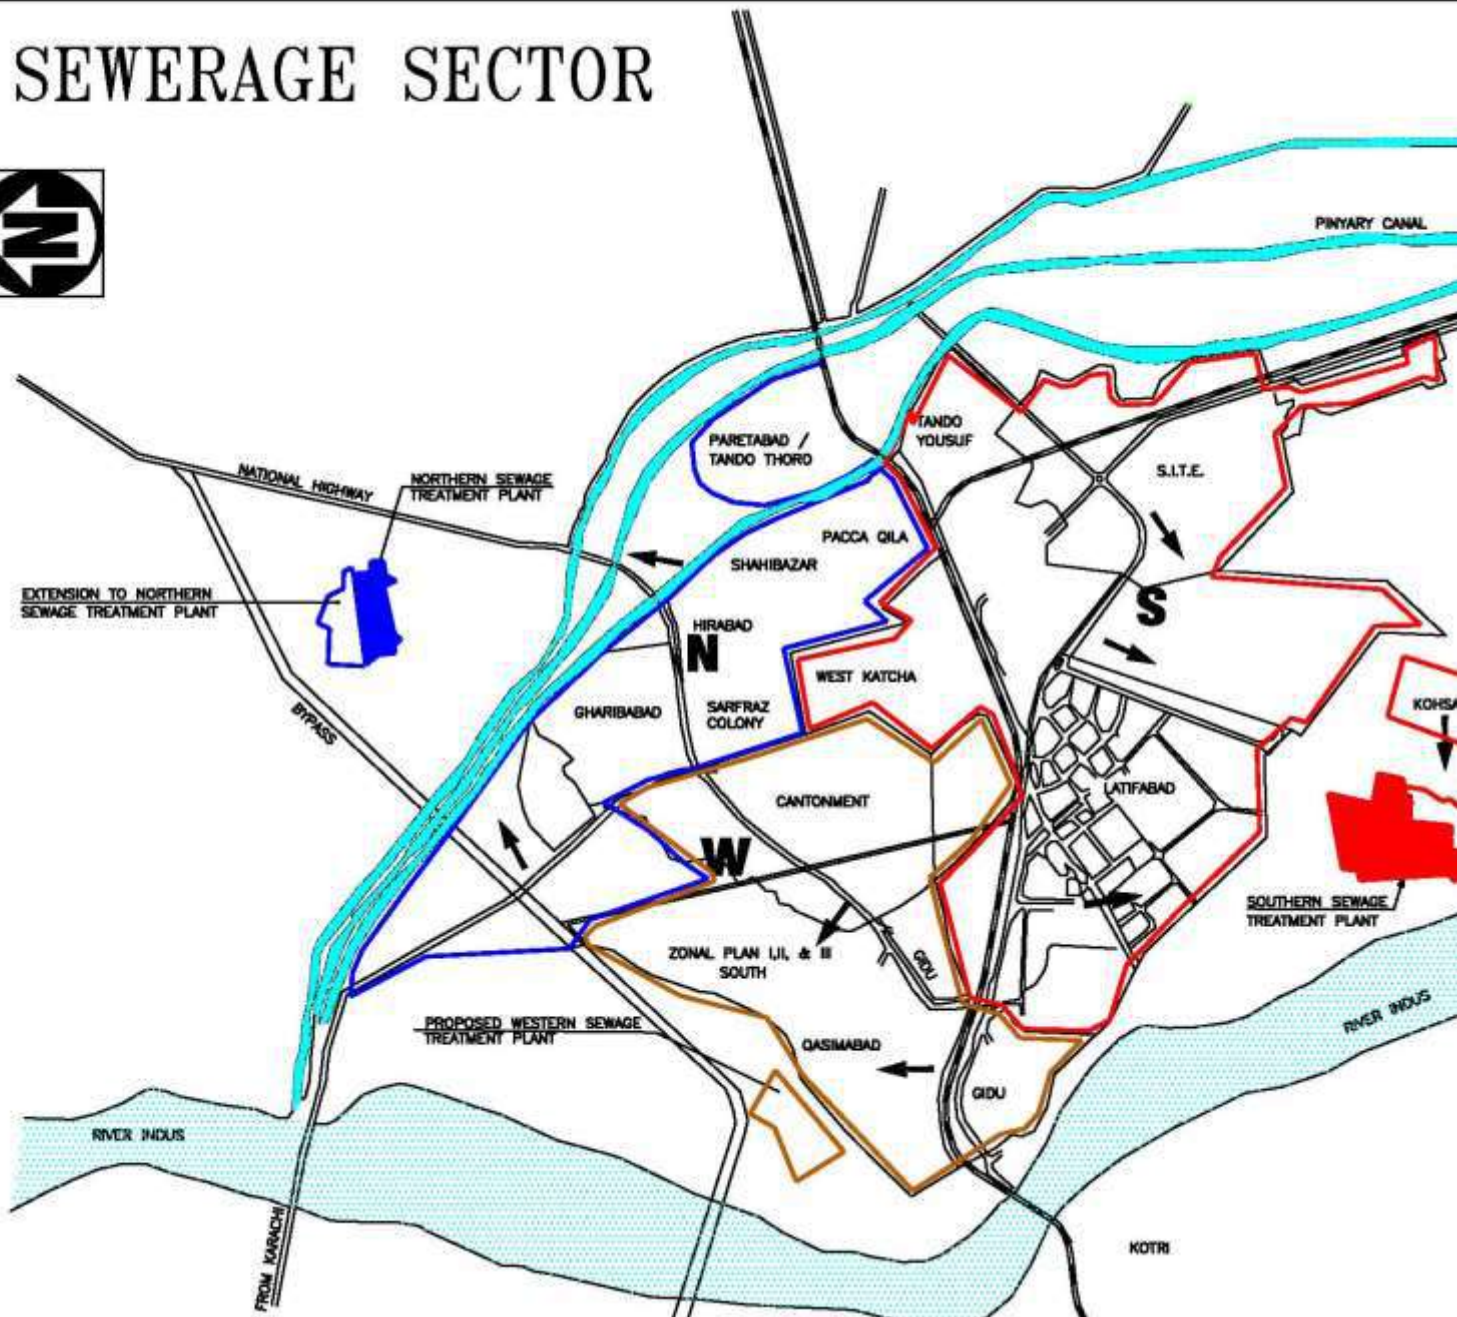 SEWERAGE SECTOR
N
PINYARY CANAL
PARETABAD /
TANDO THORO
TANDO
YOUSUF
S.I.T.E.
NATIONAL HIGHWAY
NORTHERN SEWAGE
TREATMENT PLANT
PACCA QILA
SHAHIBAZAR
EXTENSION TO NORTHERN
SEWAGE TREATMENT PLANT
S
HIRABAD
N
WEST KATCHA
GHARIBABAD
SARFRAZ
COLONY
KOHSA
BYPASS
CANTONMENT
LATIFABAD
W
SOUTHERN SEWAGE
TREATMENT PLANT
ZONAL PLAN I,II, & III
SOUTH
GIDU
PROPOSED WESTERN SEWAGE
TREATMENT PLANT
QASIMABAD
RIVER INDUS
GIDU
RIVER INDUS
FROM KARACHI
KOTRI